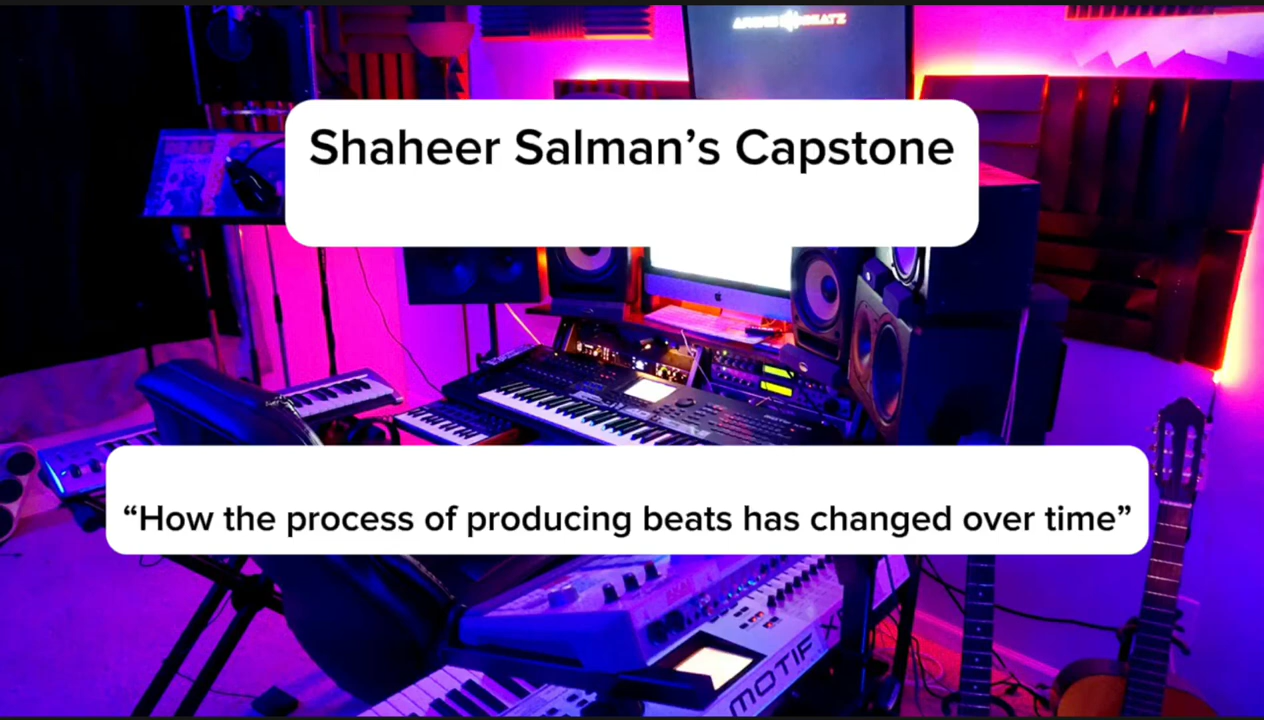 Shaheer Salman’s Capstone
“How the process of producing beats has changed over time”
MOTIF